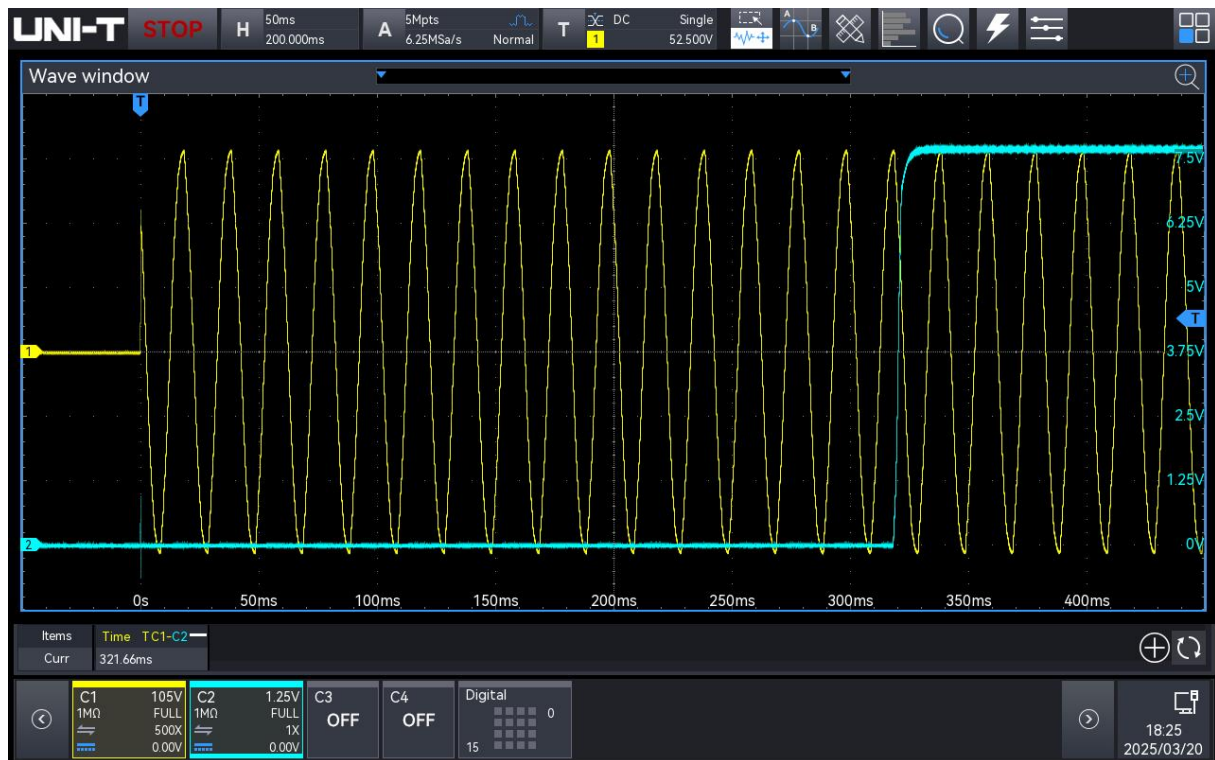 UNI-T STOP H 50ms A 5Mpts T DC Single
200.000ms 6.25MSa/s Normal 1 52.500V
A B
Wave window
T
7.5V
6.25V
5V
T
1 3.75V
2.5V
1.25V
2 0V
0s 50ms 100ms 150ms 200ms 250ms 300ms 350ms 400ms
Items Time TC1-C2
Curr 321.66ms
C1 105V C2 1.25V C3 C4 Digital
1MΩ FULL 1MΩ FULL OFF OFF 0
500X 1X
0.00V 0.00V 15
18:25
2025/03/20